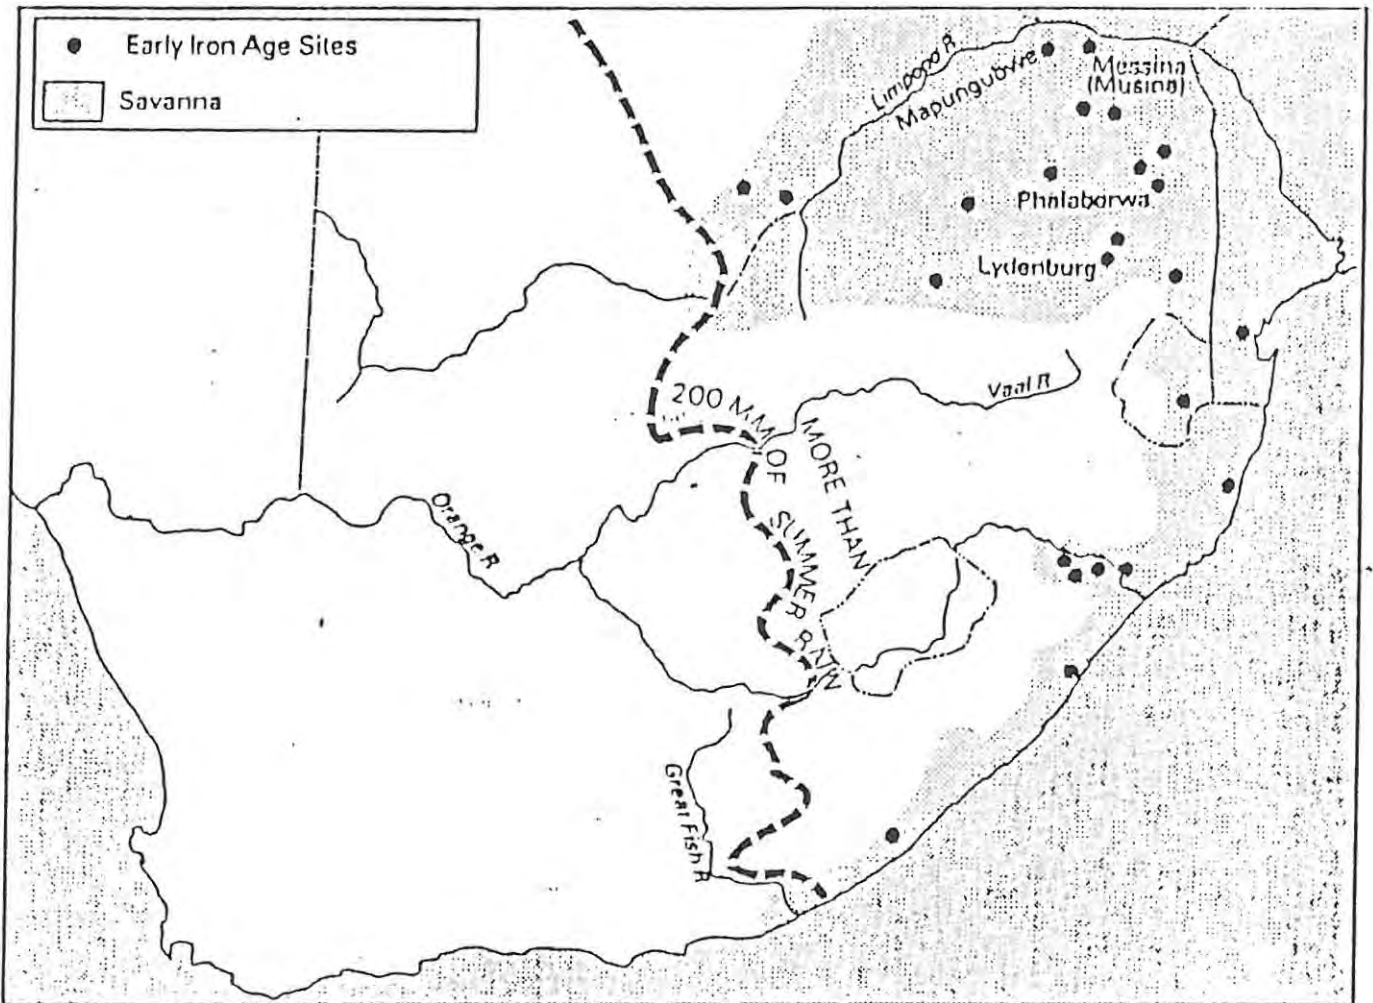 Early Iron Age Sites
Savanna
Limpopo R
Mapungubwe
Messina
(Musina)
Phalaborwa
Lydenburg
Vaal R
200 MM OF SUMMER RAIN
MORE THAN
Orange R
Great Fish R